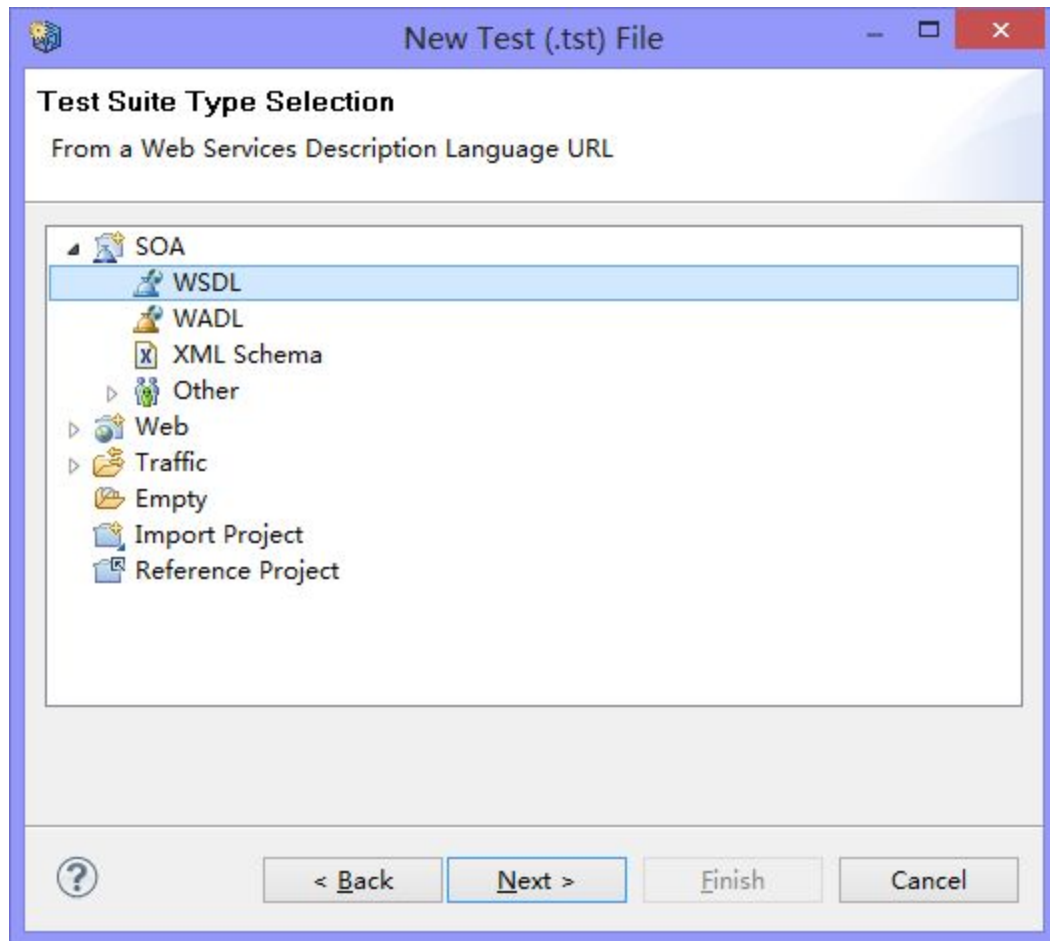 New Test (.tst) File
Test Suite Type Selection
From a Web Services Description Language URL
SOA
WSDL
WADL
XML Schema
Other
Web
Traffic
Empty
Import Project
Reference Project
< Back
Next >
Finish
Cancel